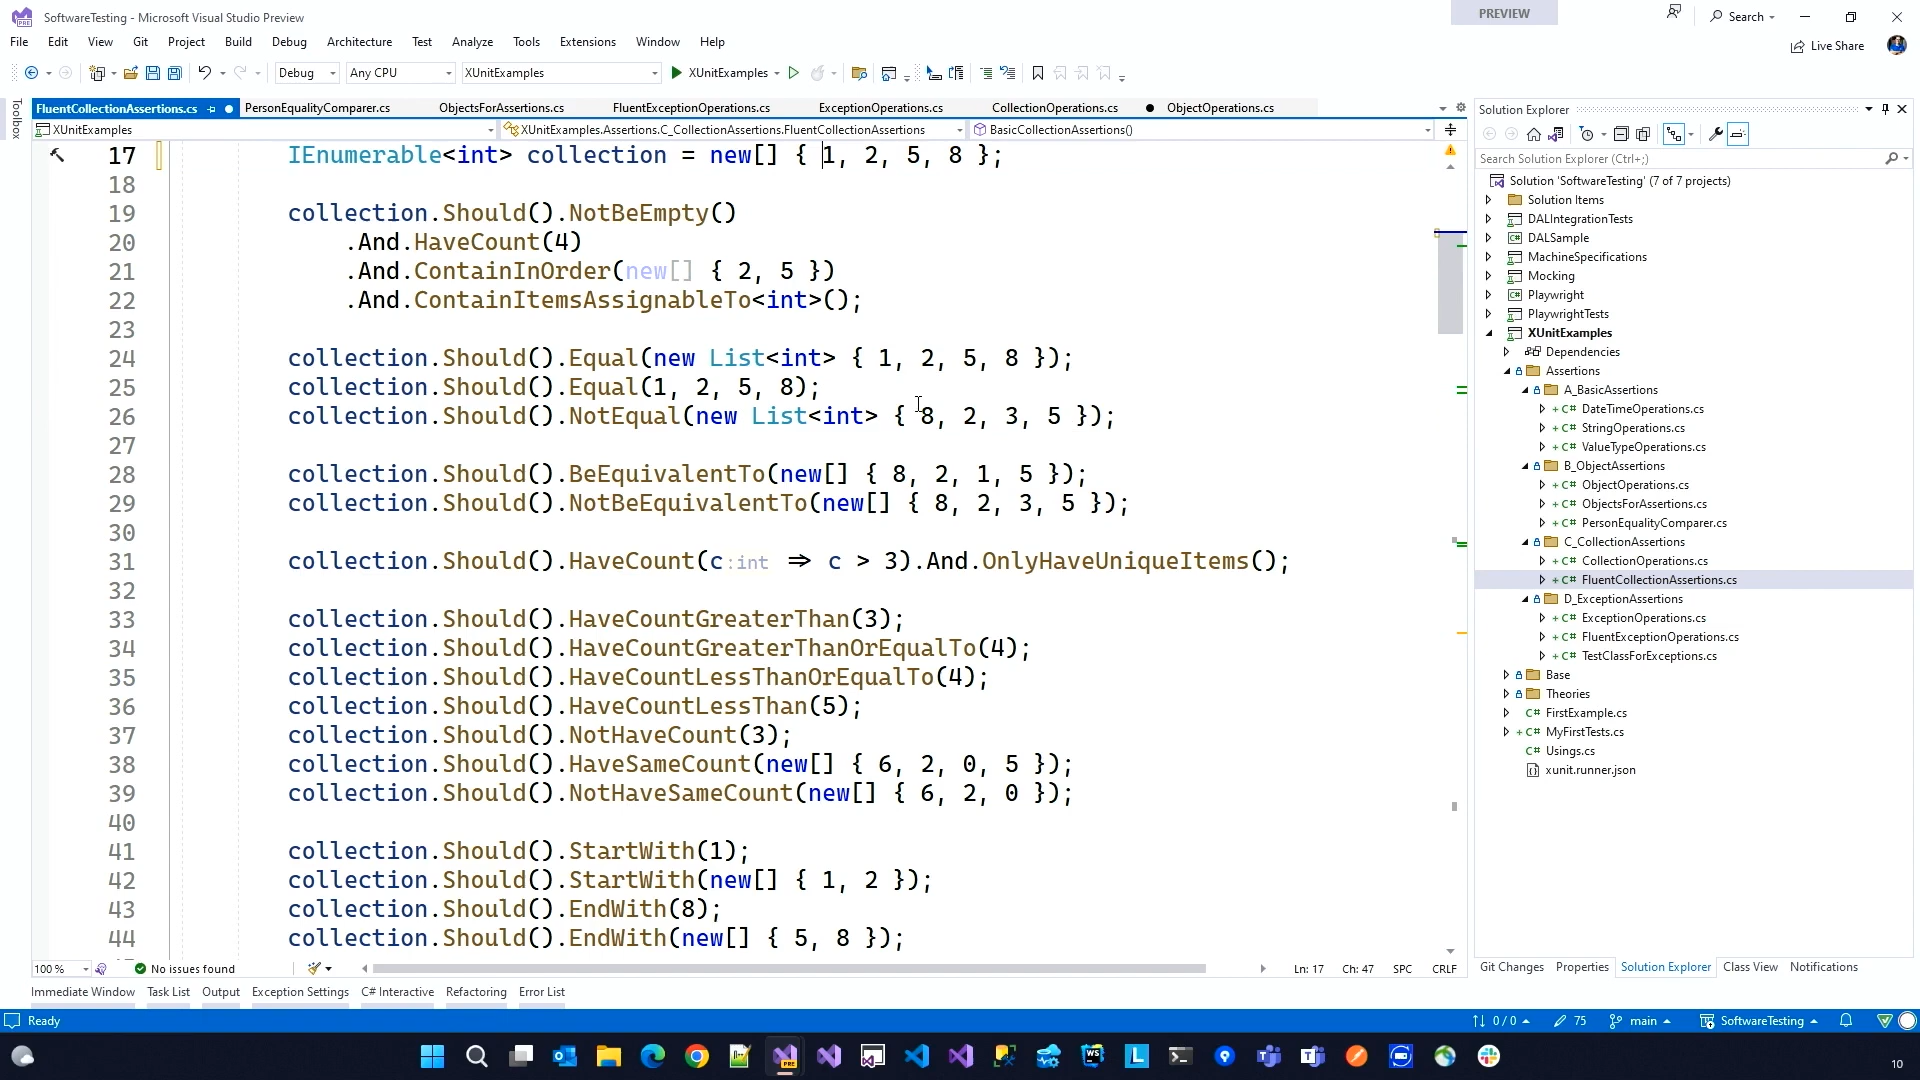 SoftwareTesting - Microsoft Visual Studio Preview
PREVIEW
Search
File Edit View Git Project Build Debug Architecture Test Analyze Tools Extensions Window Help
Live Share
Debug Any CPU XUnitExamples XUnitExamples
Toolbox
FluentCollectionAssertions.cs PersonEqualityComparer.cs ObjectsForAssertions.cs FluentExceptionOperations.cs ExceptionOperations.cs CollectionOperations.cs ObjectOperations.cs
XUnitExamples XUnitExamples.Assertions.C_CollectionAssertions.FluentCollectionAssertions BasicCollectionAssertions()
17 IEnumerable<int> collection = new[] { 1, 2, 5, 8 };
18
19 collection.Should().NotBeEmpty()
20 .And.HaveCount(4)
21 .And.ContainInOrder(new[] { 2, 5 })
22 .And.ContainItemsAssignableTo<int>();
23
24 collection.Should().Equal(new List<int> { 1, 2, 5, 8 });
25 collection.Should().Equal(1, 2, 5, 8);
26 collection.Should().NotEqual(new List<int> { 8, 2, 3, 5 });
27
28 collection.Should().BeEquivalentTo(new[] { 8, 2, 1, 5 });
29 collection.Should().NotBeEquivalentTo(new[] { 8, 2, 3, 5 });
30
31 collection.Should().HaveCount(c:int => c > 3).And.OnlyHaveUniqueItems();
32
33 collection.Should().HaveCountGreaterThan(3);
34 collection.Should().HaveCountGreaterThanOrEqualTo(4);
35 collection.Should().HaveCountLessThanOrEqualTo(4);
36 collection.Should().HaveCountLessThan(5);
37 collection.Should().NotHaveCount(3);
38 collection.Should().HaveSameCount(new[] { 6, 2, 0, 5 });
39 collection.Should().NotHaveSameCount(new[] { 6, 2, 0 });
40
41 collection.Should().StartWith(1);
42 collection.Should().StartWith(new[] { 1, 2 });
43 collection.Should().EndWith(8);
44 collection.Should().EndWith(new[] { 5, 8 });
100 % No issues found Ln: 17 Ch: 47 SPC CRLF
Immediate Window Task List Output Exception Settings C# Interactive Refactoring Error List
Solution Explorer
Search Solution Explorer (Ctrl+;)
Solution 'SoftwareTesting' (7 of 7 projects)
Solution Items
DALIntegrationTests
DALSample
MachineSpecifications
Mocking
Playwright
PlaywrightTests
XUnitExamples
Dependencies
Assertions
A_BasicAssertions
C# DateTimeOperations.cs
C# StringOperations.cs
C# ValueTypeOperations.cs
B_ObjectAssertions
C# ObjectOperations.cs
C# ObjectsForAssertions.cs
C# PersonEqualityComparer.cs
C_CollectionAssertions
C# CollectionOperations.cs
C# FluentCollectionAssertions.cs
D_ExceptionAssertions
C# ExceptionOperations.cs
C# FluentExceptionOperations.cs
C# TestClassForExceptions.cs
Base
Theories
C# FirstExample.cs
C# MyFirstTests.cs
C# Usings.cs
xunit.runner.json
Git Changes Properties Solution Explorer Class View Notifications
Ready 0 / 0 75 main SoftwareTesting
10